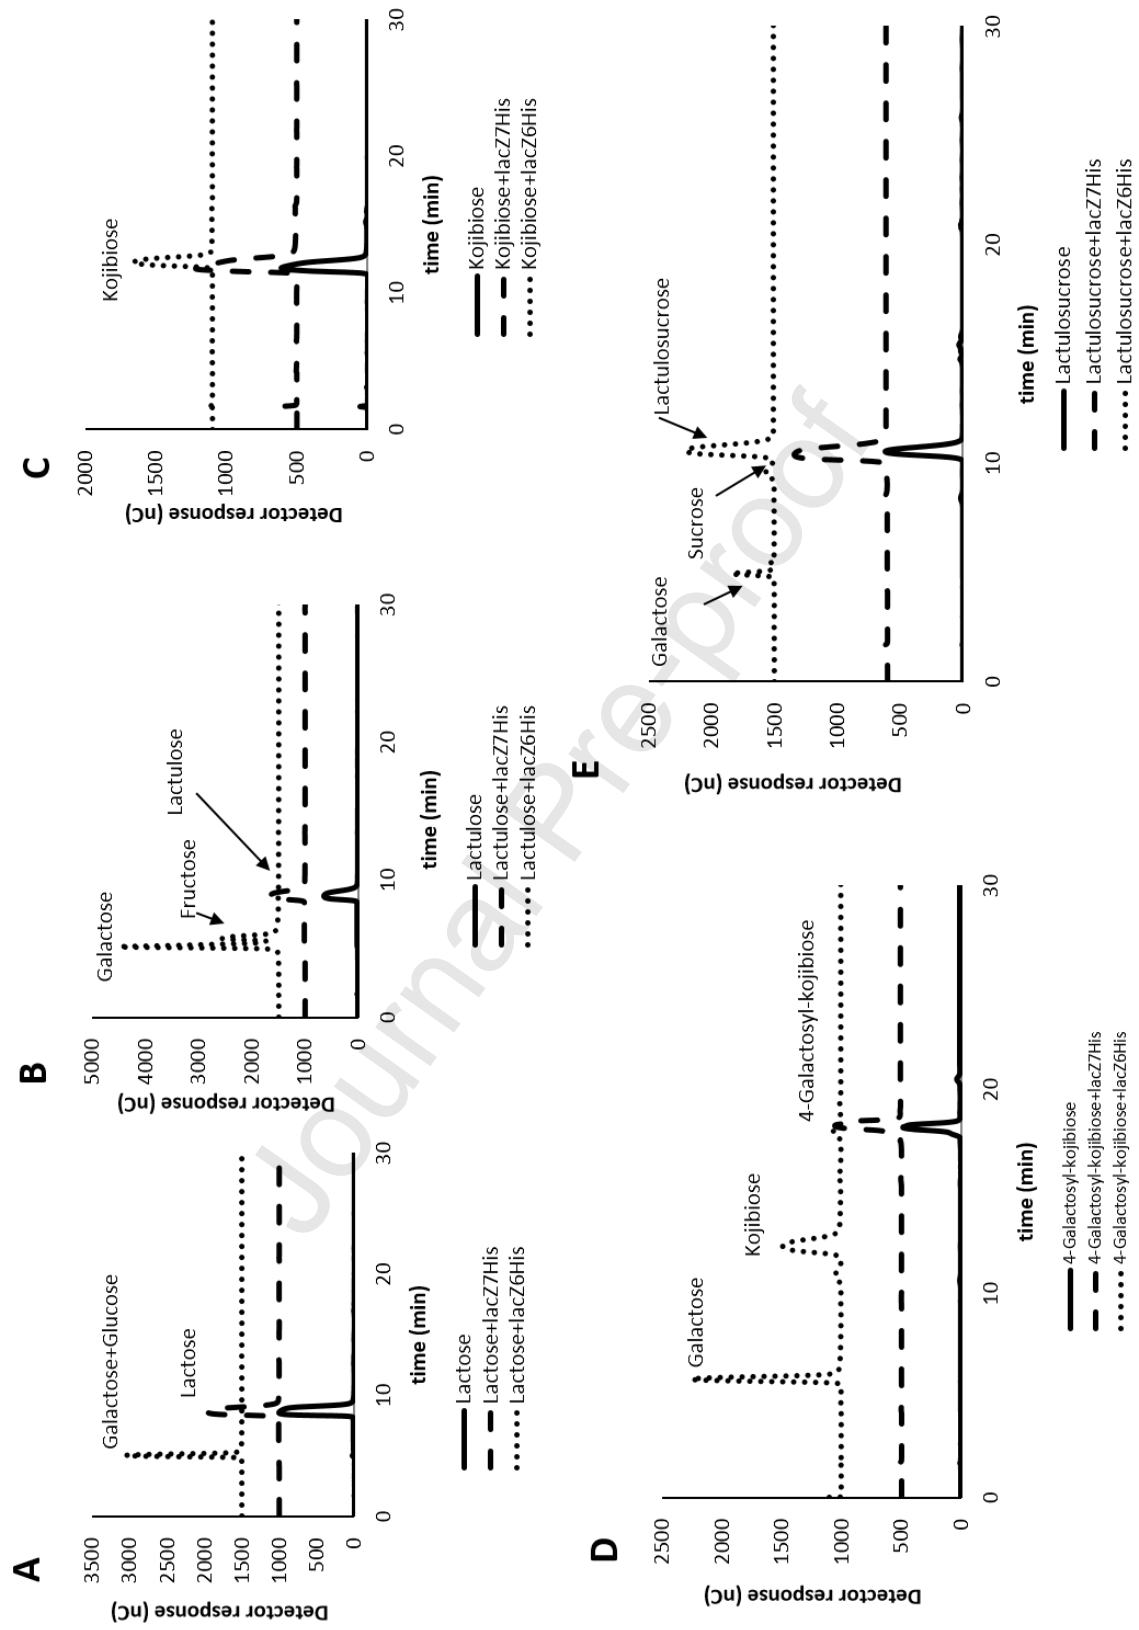 A
3500
3000
2500
2000
1500
1000
500
0
Detector response (nC)
0
10
20
30
time (min)
Galactose+Glucose
Lactose
Lactose
Lactose+lacZ7His
Lactose+lacZ6His
B
5000
4000
3000
2000
1000
0
Detector response (nC)
0
10
20
30
time (min)
Galactose
Fructose
Lactulose
Lactulose
Lactulose+lacZ7His
Lactulose+lacZ6His
C
2000
1500
1000
500
0
Detector response (nC)
0
10
20
30
time (min)
Kojibiose
Kojibiose
Kojibiose+lacZ7His
Kojibiose+lacZ6His
D
2500
2000
1500
1000
500
0
Detector response (nC)
0
10
20
30
time (min)
Galactose
Kojibiose
4-Galactosyl-kojibiose
4-Galactosyl-kojibiose
4-Galactosyl-kojibiose+lacZ7His
4-Galactosyl-kojibiose+lacZ6His
E
2500
2000
1500
1000
500
0
Detector response (nC)
0
10
20
30
time (min)
Galactose
Sucrose
Lactulosucrose
Lactulosucrose
Lactulosucrose+lacZ7His
Lactulosucrose+lacZ6His
Journal Pre-proof